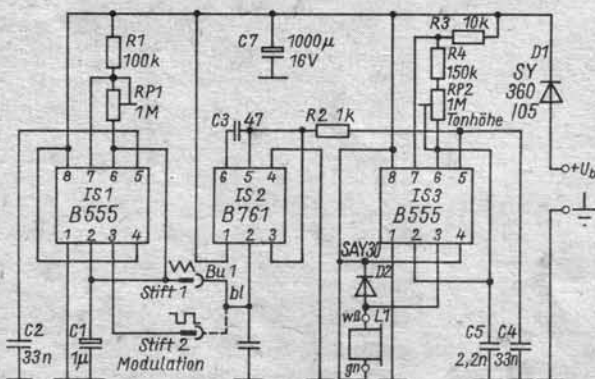 R1
100k
RP1
1M
C7
1000µ
16V
R3 10k
R4
150k
RP2
1M
Tonhöhe
D1
SY
360
/05
C3 47
R2 1k
+Ub
8 7 6 5
IS1
B555
1 2 3 4
6 5 4
IS2
B761
1 2 3
8 7 6 5
IS3
B555
1 2 3 4
Stift 1
Bu 1
bl
Stift 2
Modulation
SAY30
D2
wß L1
gn
C2
33n
C1
1µ
C5
2,2n
C4
33n